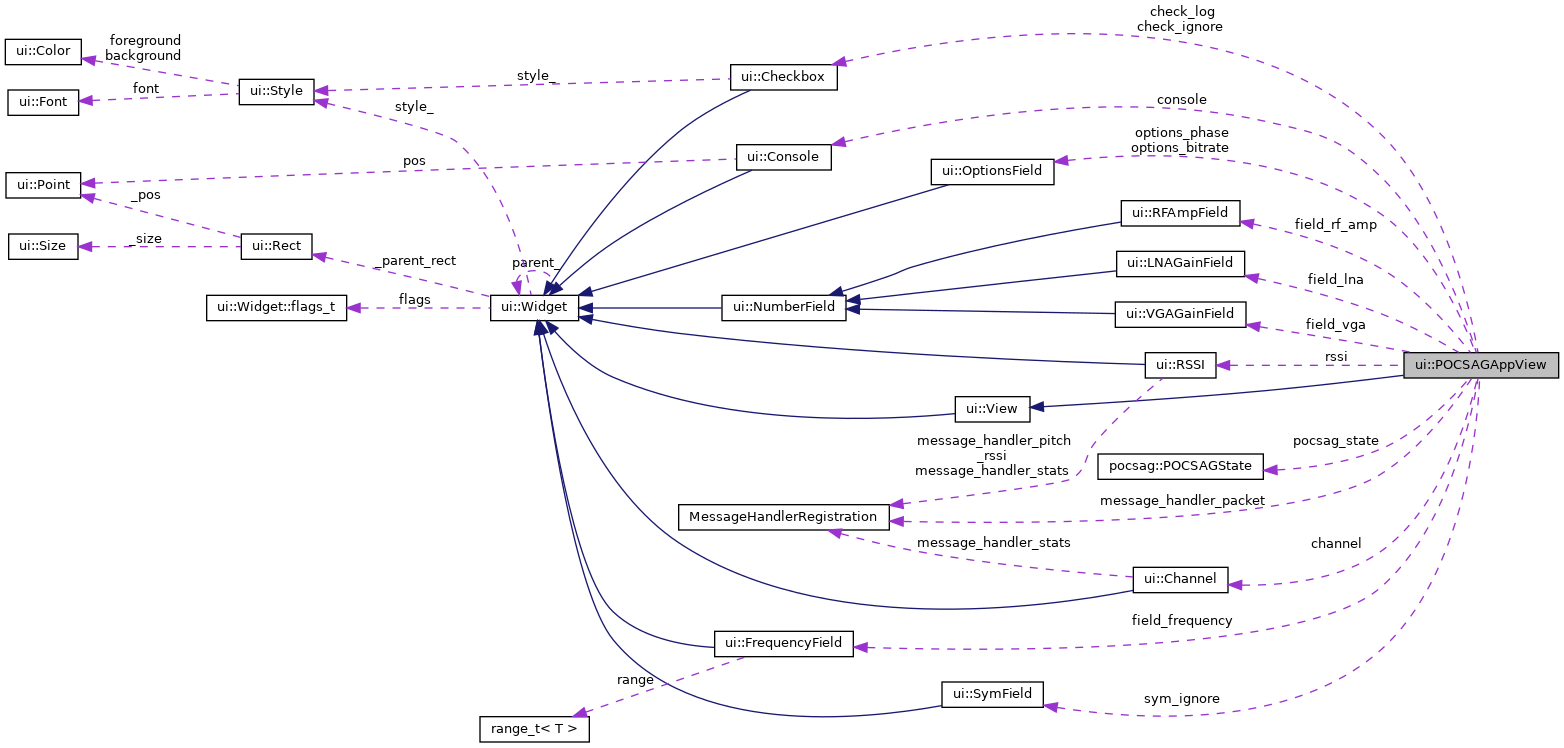 check_log
check_ignore
foreground
background
ui::Color
ui::Checkbox
style_
ui::Style
font
ui::Font
style_
console
options_phase
options_bitrate
ui::Console
pos
ui::OptionsField
ui::Point
_pos
ui::RFAmpField
field_rf_amp
ui::Size
_size
ui::Rect
_parent_rect
parent_
ui::LNAGainField
field_lna
flags
ui::Widget::flags_t
ui::Widget
ui::NumberField
ui::VGAGainField
field_vga
rssi
ui::RSSI
ui::POCSAGAppView
ui::View
message_handler_pitch
_rssi
message_handler_stats
pocsag_state
pocsag::POCSAGState
message_handler_packet
MessageHandlerRegistration
message_handler_stats
channel
ui::Channel
field_frequency
ui::FrequencyField
range
ui::SymField
sym_ignore
range_t< T >